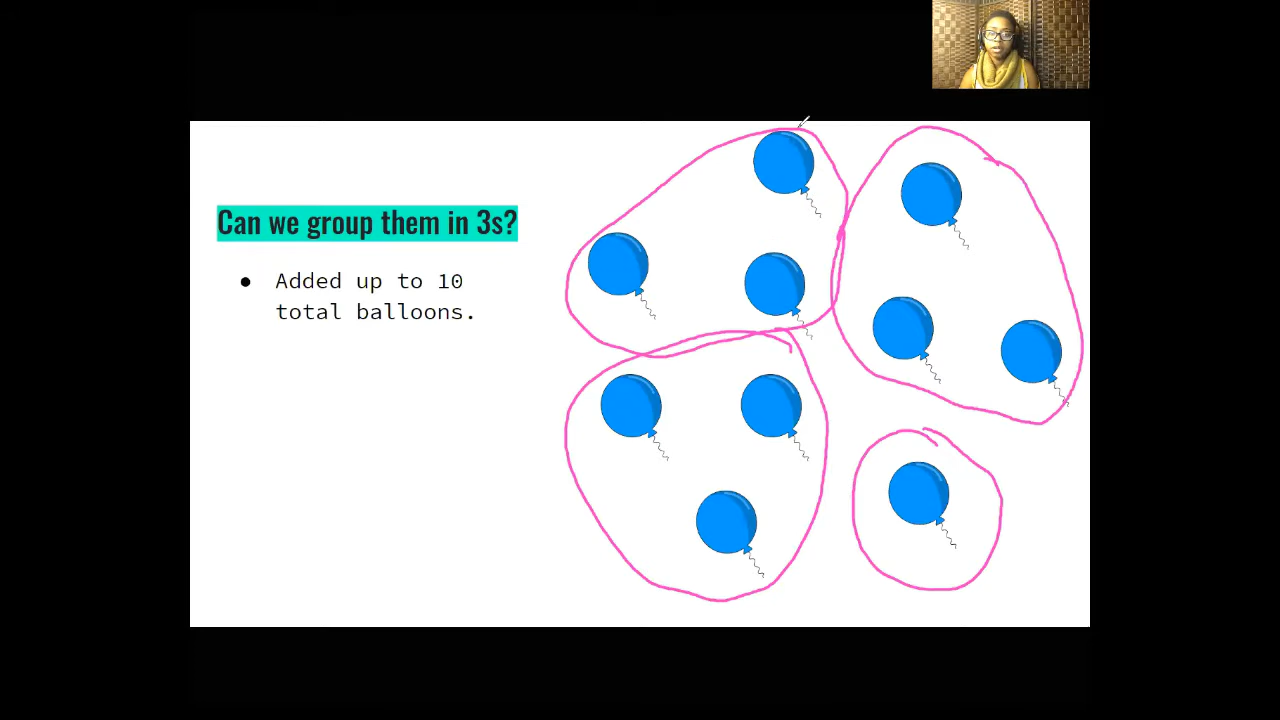 Can we group them in 3s?
● Added up to 10
total balloons.